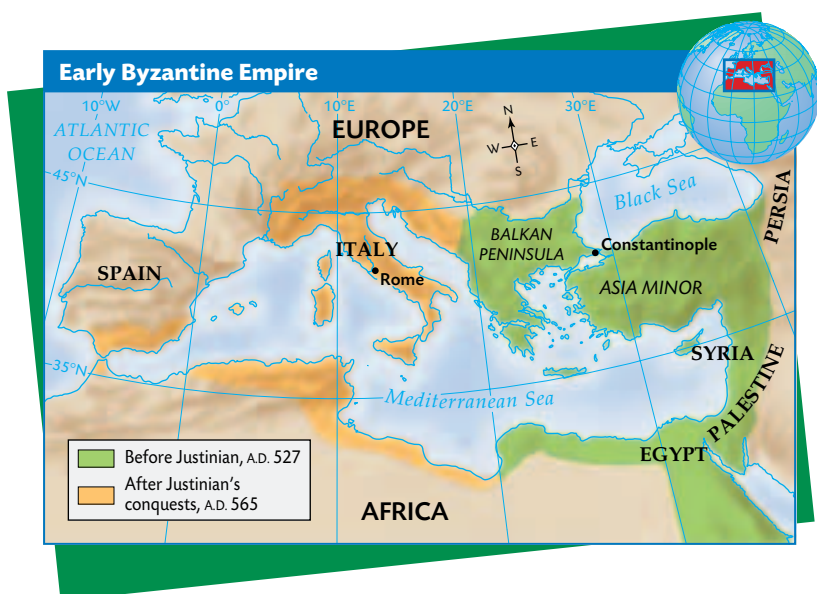 Early Byzantine Empire
10°W
0°
10°E
20°E
30°E
ATLANTIC
OCEAN
45°N
35°N
EUROPE
N
W
E
S
Black Sea
PERSIA
BALKAN
PENINSULA
Constantinople
ITALY
Rome
SPAIN
ASIA MINOR
SYRIA
PALESTINE
Mediterranean Sea
EGYPT
AFRICA
Before Justinian, A.D. 527
After Justinian's
conquests, A.D. 565